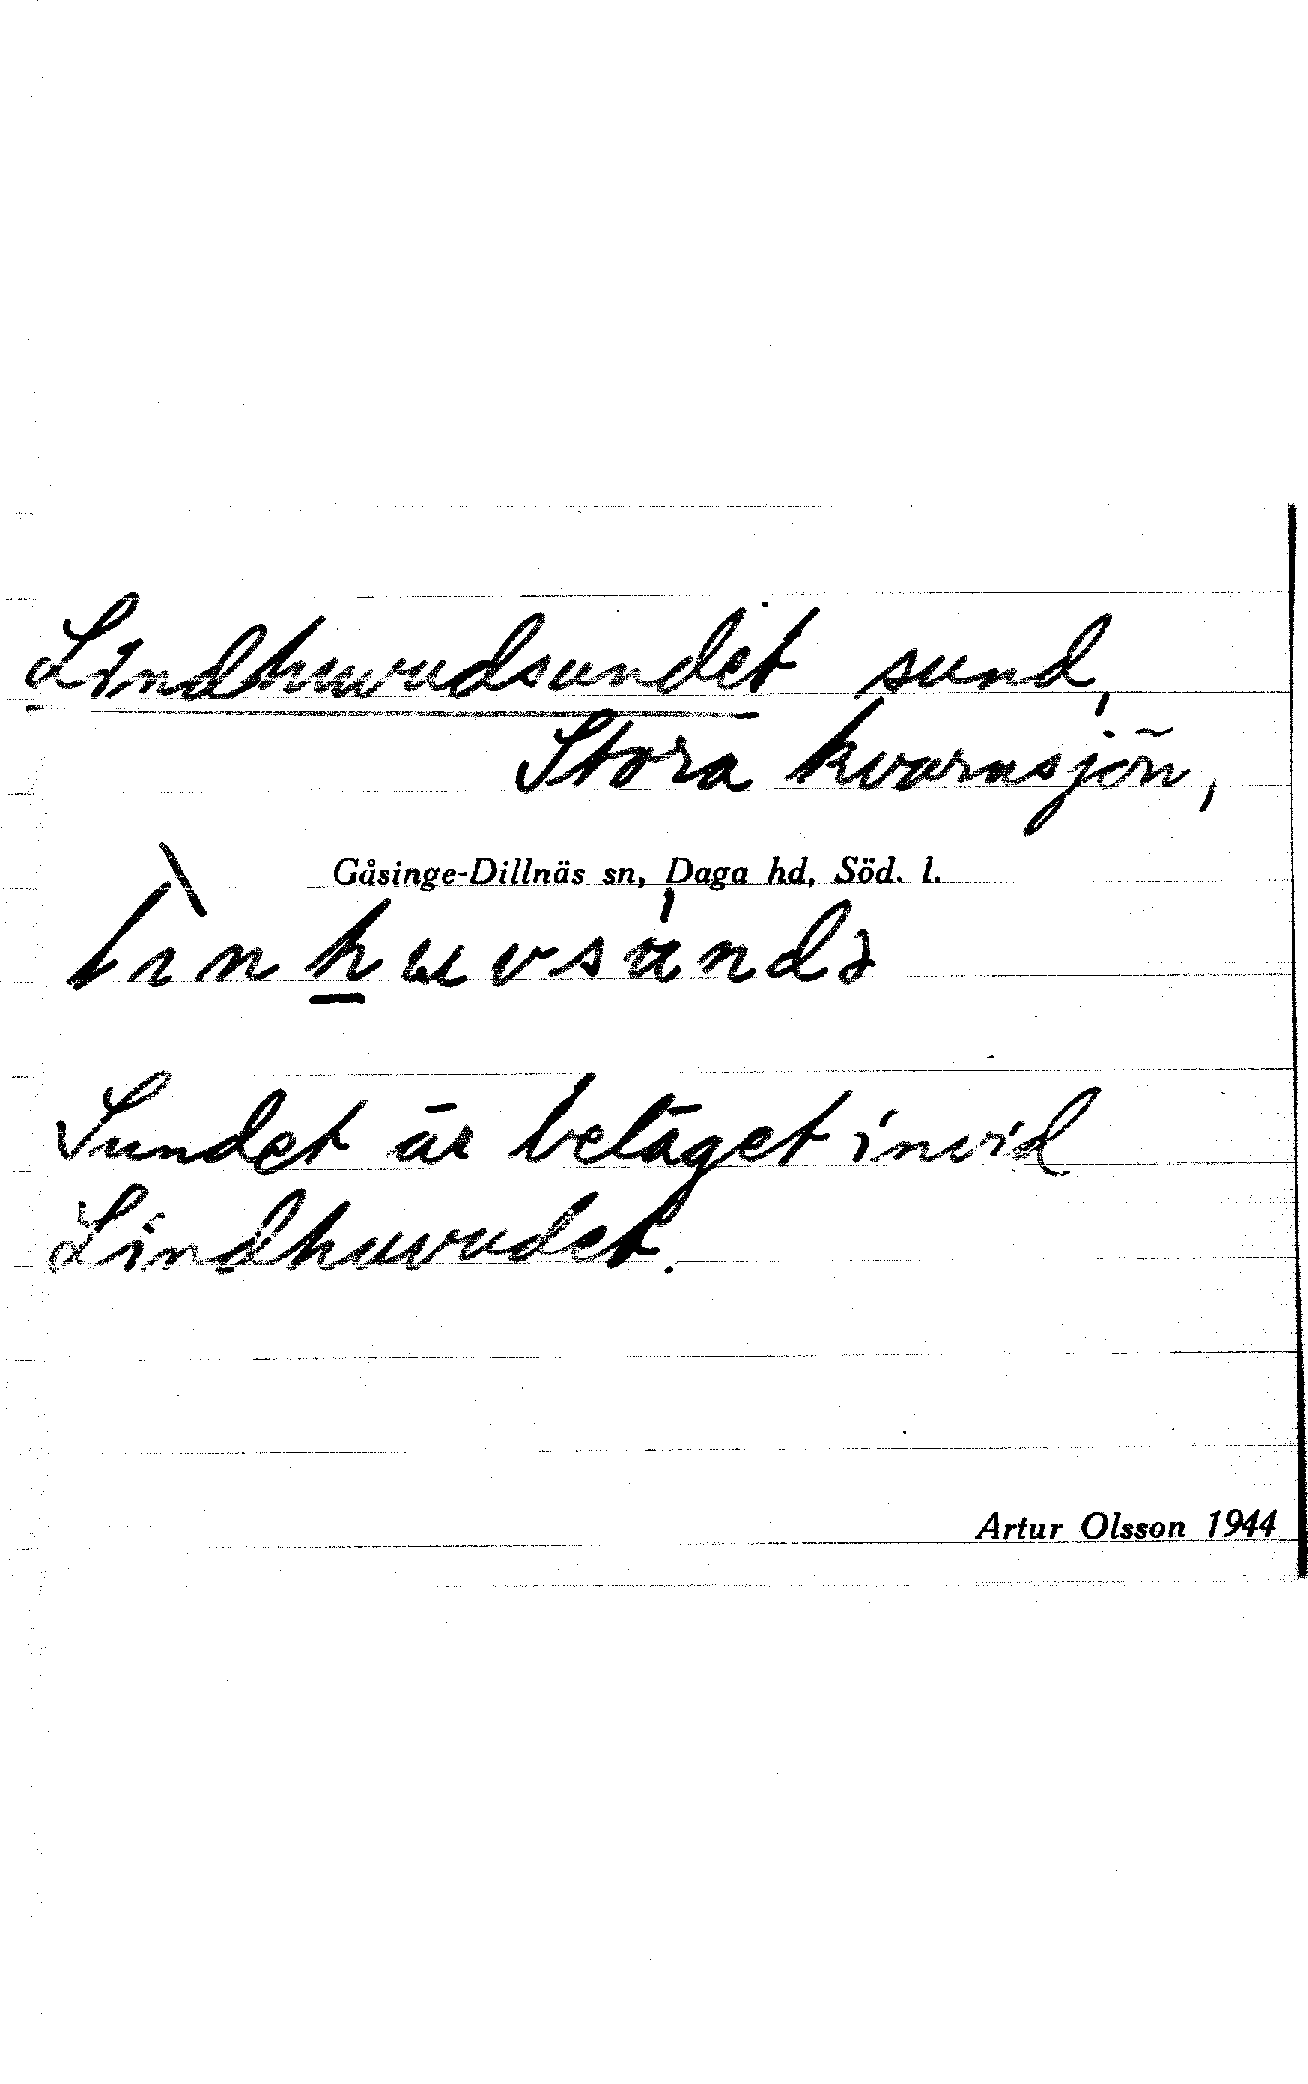 Lindhuvudsundet sund,
Stora kvarnsjön,
Gåsinge-Dillnäs sn, Daga hd, Söd. l.
Sundet är beläget invid
Lindhuvudet.
Artur Olsson 1944